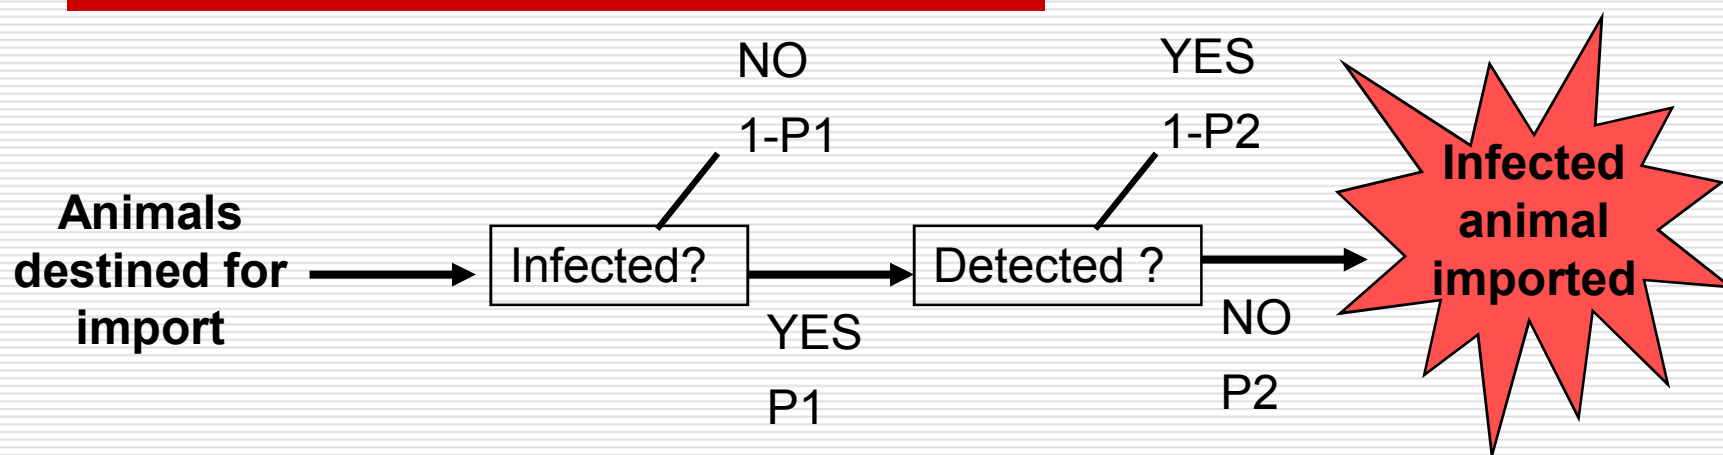 Animals
destined for
import
Infected?
NO
1-P1
YES
P1
Detected ?
YES
1-P2
NO
P2
Infected
animal
imported